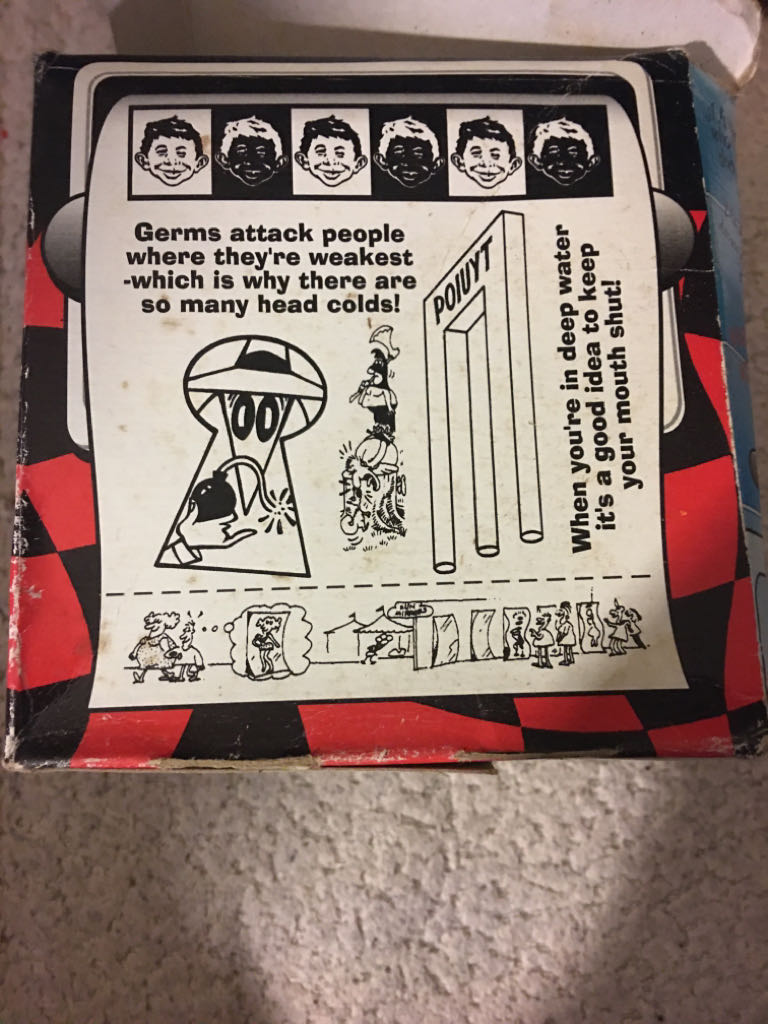 Germs attack people
where they're weakest
-which is why there are
so many head colds!
POIUYT
When you're in deep water
it's a good idea to keep
your mouth shut!